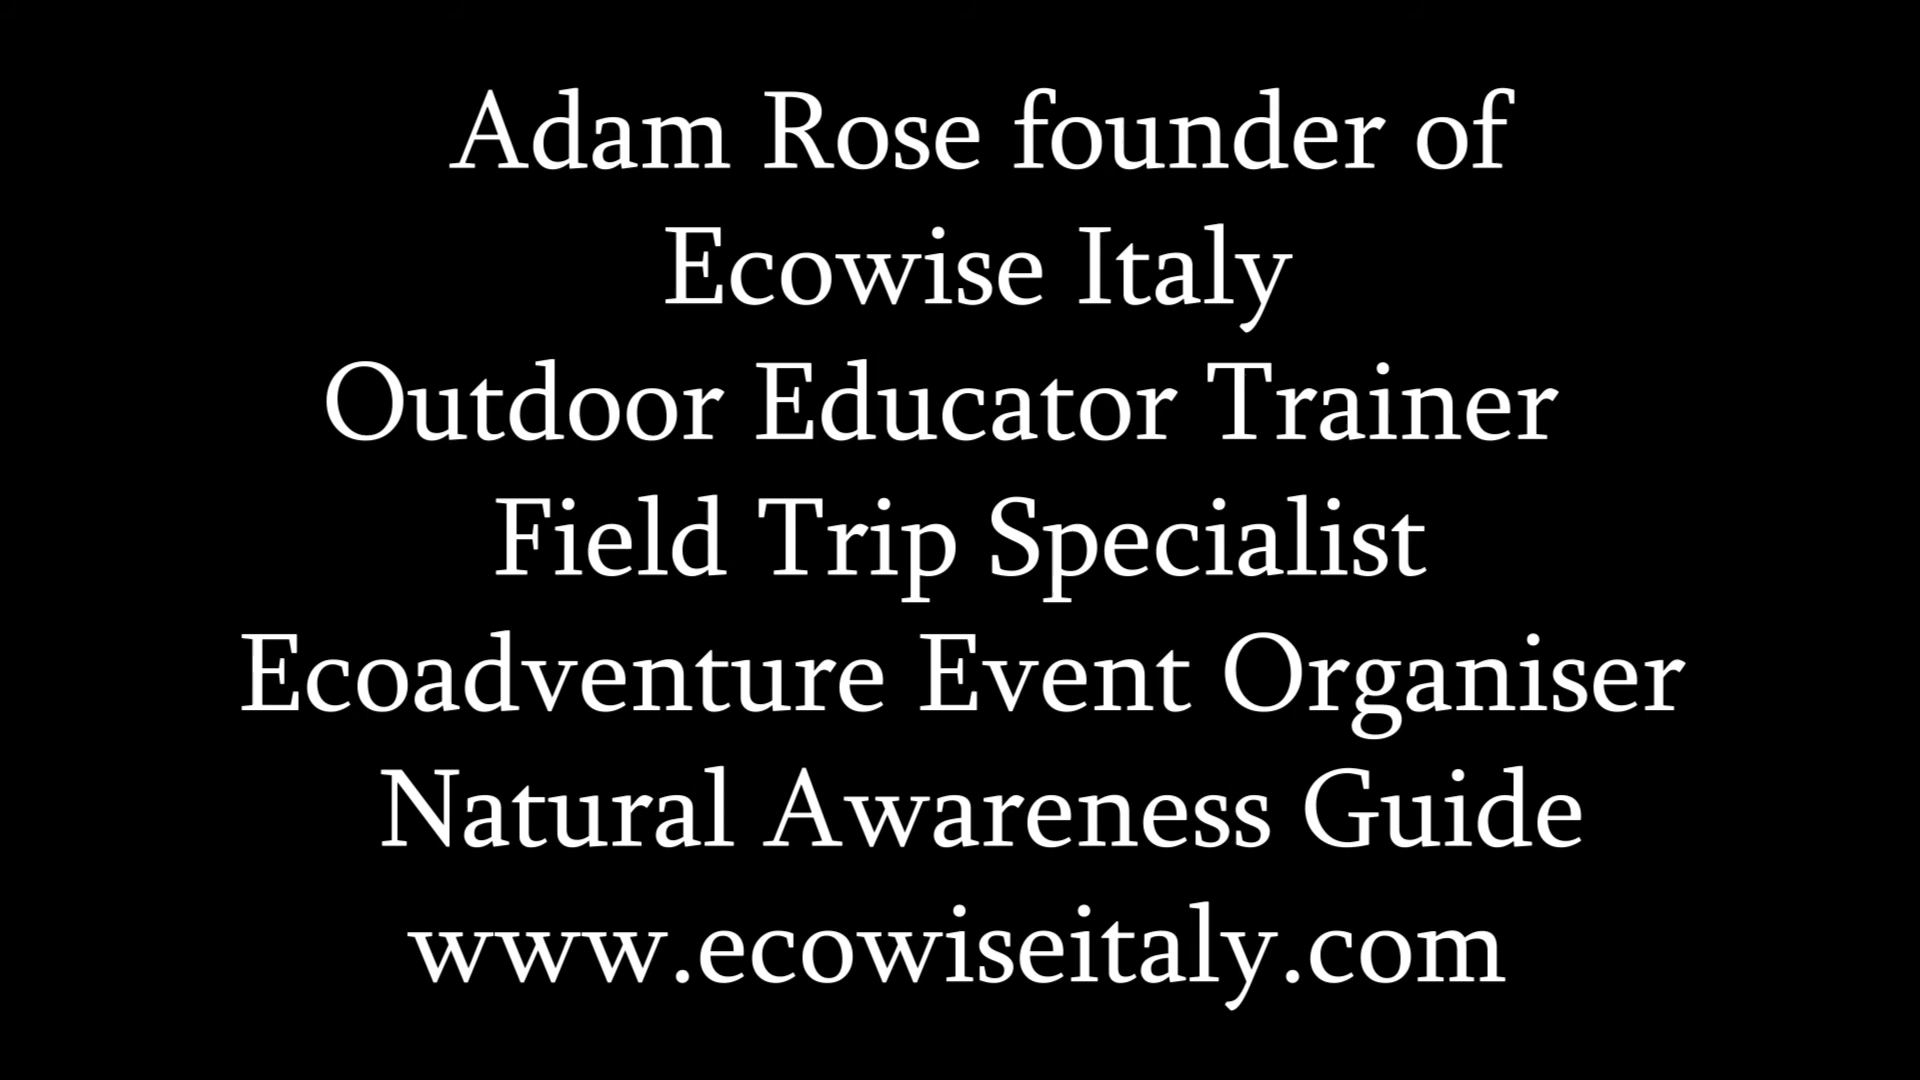 Adam Rose founder of
Ecowise Italy
Outdoor Educator Trainer
Field Trip Specialist
Ecoadventure Event Organiser
Natural Awareness Guide
www.ecowiseitaly.com